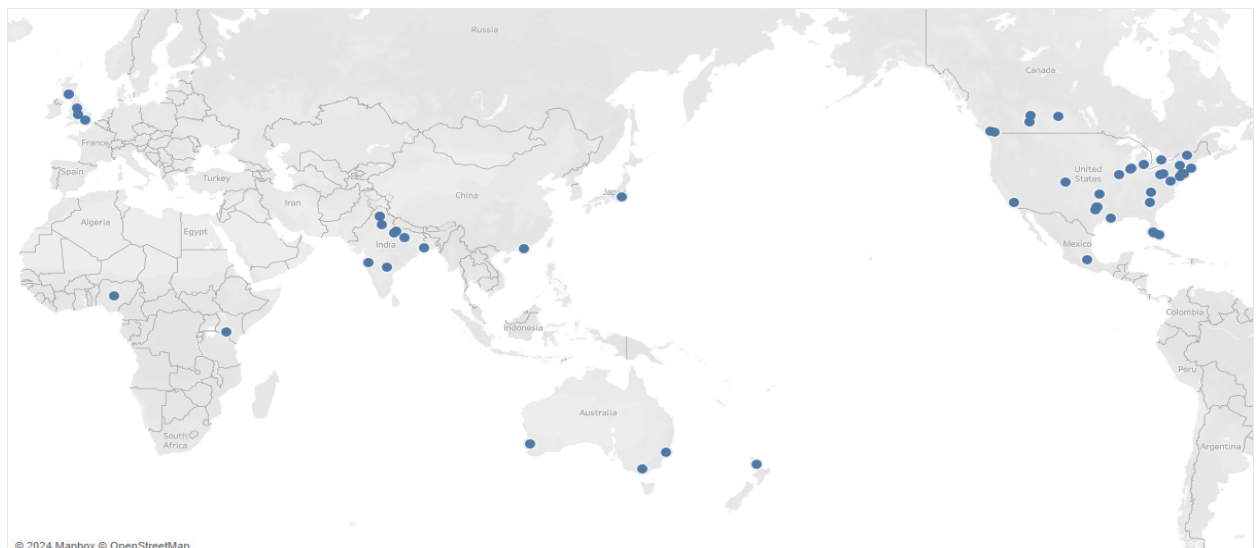 Russia
Canada
France
Spain
Turkey
Iran
China
Japan
United
States
Algeria
Egypt
India
Mexico
Indonesia
Colombia
Peru
Australia
South
Africa
Argentina
© 2024 Mapbox © OpenStreetMap